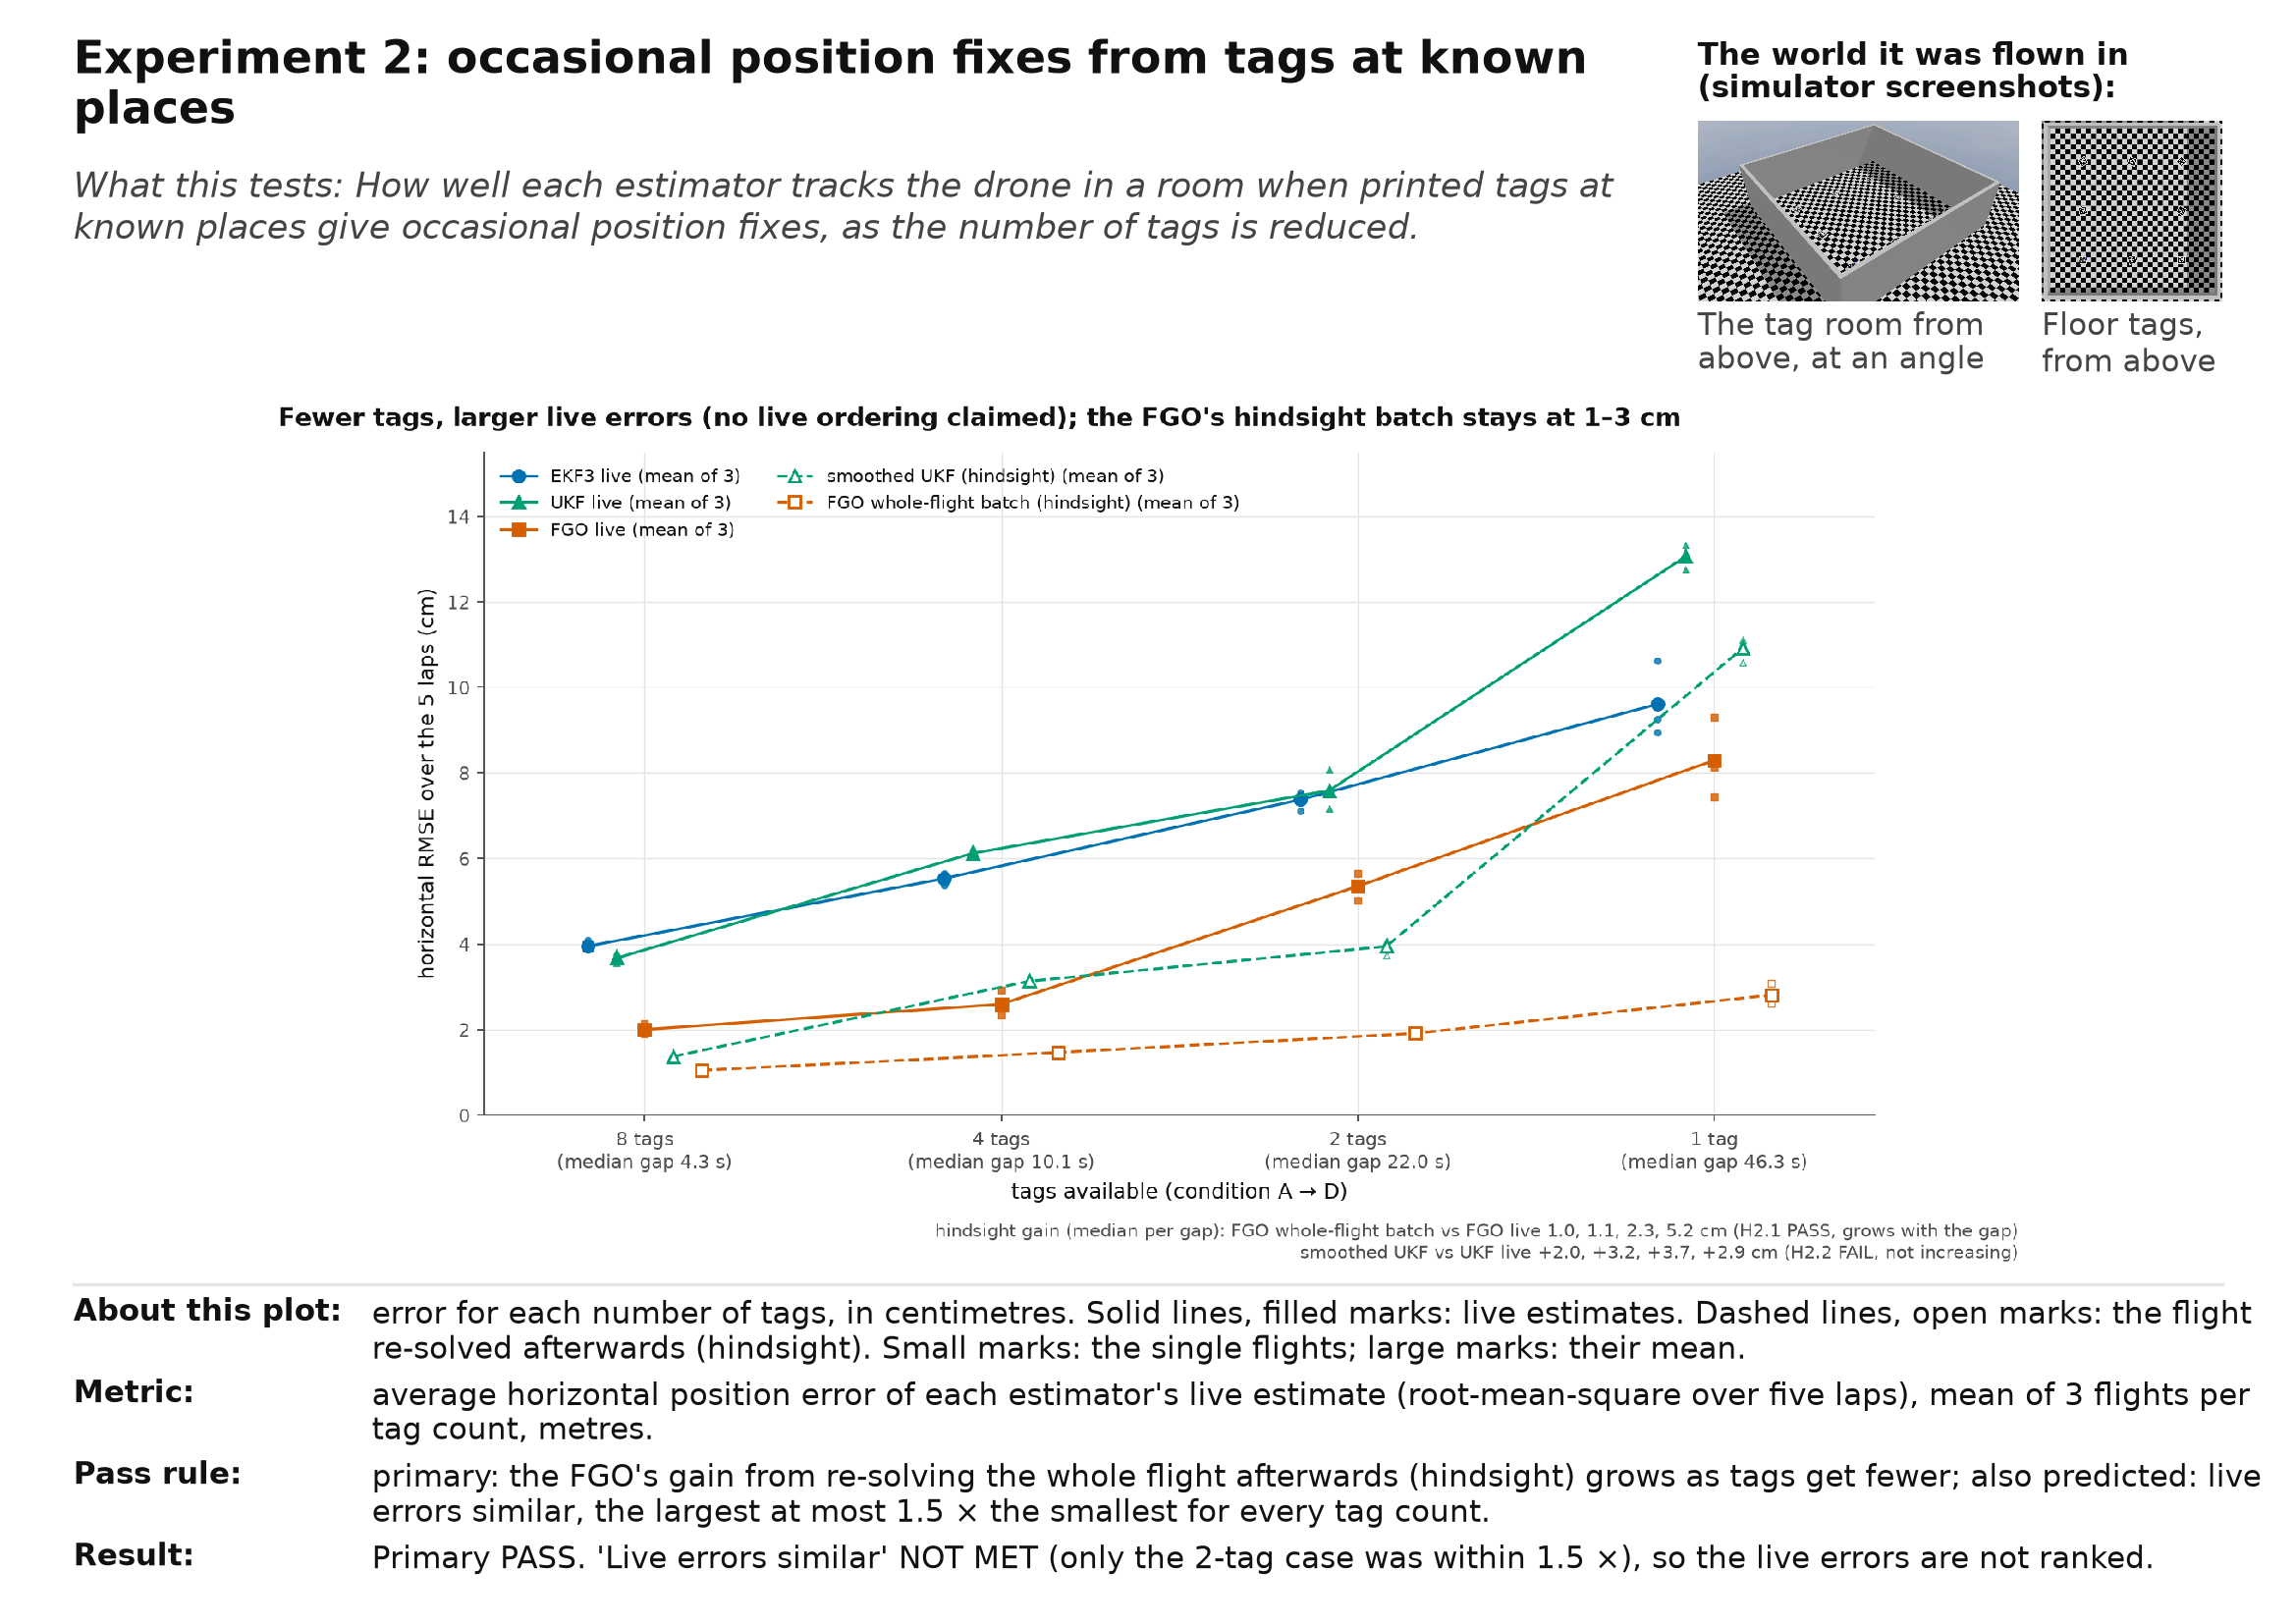 Experiment 2: occasional position fixes from tags at known
places
What this tests: How well each estimator tracks the drone in a room when printed tags at
known places give occasional position fixes, as the number of tags is reduced.
The world it was flown in
(simulator screenshots):
The tag room from
above, at an angle
Floor tags,
from above
Fewer tags, larger live errors (no live ordering claimed); the FGO's hindsight batch stays at 1–3 cm
EKF3 live (mean of 3)
UKF live (mean of 3)
FGO live (mean of 3)
smoothed UKF (hindsight) (mean of 3)
FGO whole-flight batch (hindsight) (mean of 3)
horizontal RMSE over the 5 laps (cm)
14
12
10
8
6
4
2
0
8 tags
(median gap 4.3 s)
4 tags
(median gap 10.1 s)
2 tags
(median gap 22.0 s)
1 tag
(median gap 46.3 s)
tags available (condition A → D)
hindsight gain (median per gap): FGO whole-flight batch vs FGO live 1.0, 1.1, 2.3, 5.2 cm (H2.1 PASS, grows with the gap)
smoothed UKF vs UKF live +2.0, +3.2, +3.7, +2.9 cm (H2.2 FAIL, not increasing)
About this plot: error for each number of tags, in centimetres. Solid lines, filled marks: live estimates. Dashed lines, open marks: the flight
re-solved afterwards (hindsight). Small marks: the single flights; large marks: their mean.
Metric: average horizontal position error of each estimator's live estimate (root-mean-square over five laps), mean of 3 flights per
tag count, metres.
Pass rule: primary: the FGO's gain from re-solving the whole flight afterwards (hindsight) grows as tags get fewer; also predicted: live
errors similar, the largest at most 1.5 × the smallest for every tag count.
Result: Primary PASS. 'Live errors similar' NOT MET (only the 2-tag case was within 1.5 ×), so the live errors are not ranked.